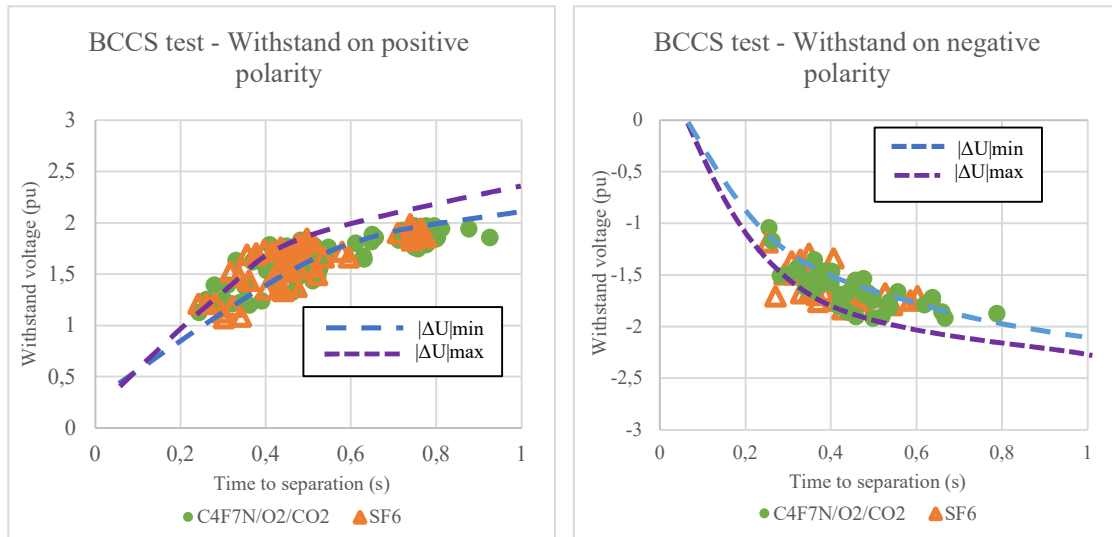 BCCS test - Withstand on positive
polarity
Withstand voltage (pu)
3
2,5
2
1,5
1
0,5
0
|ΔU|min
|ΔU|max
0 0,2 0,4 0,6 0,8 1
Time to separation (s)
C4F7N/O2/CO2 SF6
BCCS test - Withstand on negative
polarity
Withstand voltage (pu)
0
-0,5
-1
-1,5
-2
-2,5
-3
|ΔU|min
|ΔU|max
0 0,2 0,4 0,6 0,8 1
Time to separation (s)
C4F7N/O2/CO2 SF6